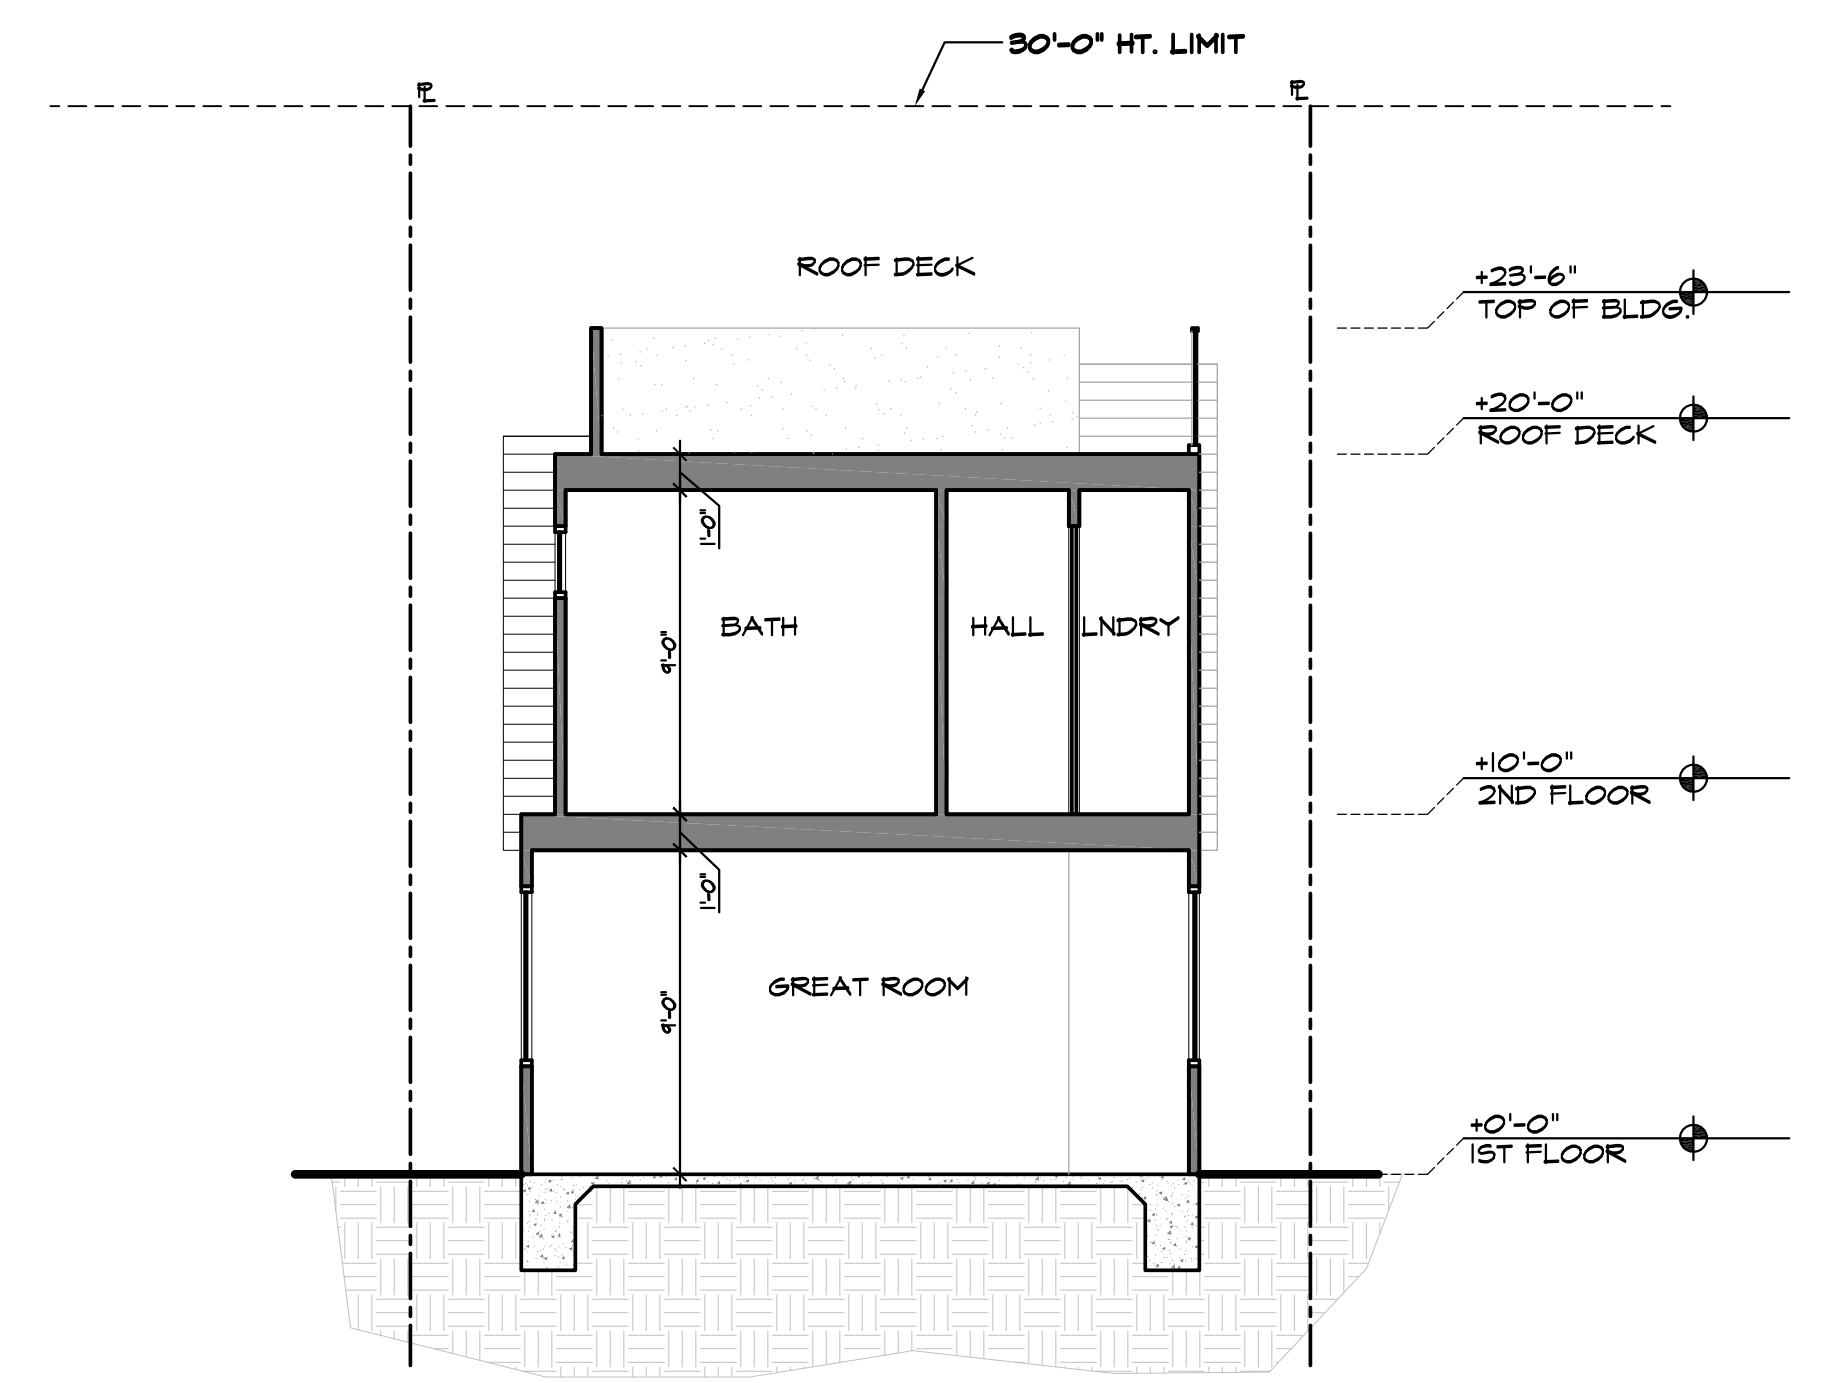 30'-0" HT. LIMIT
PL
PL
ROOF DECK
+23'-6"
TOP OF BLDG.
+20'-0"
ROOF DECK
1'-0"
9'-0"
BATH
HALL
LNDRY
+10'-0"
2ND FLOOR
1'-0"
9'-0"
GREAT ROOM
+0'-0"
1ST FLOOR